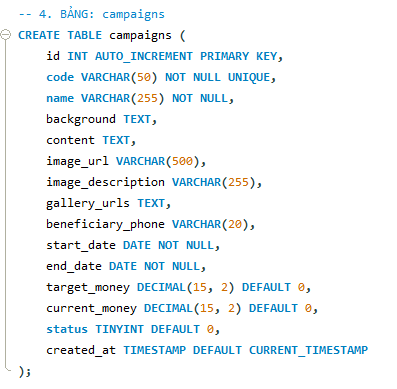 -- 4. BẢNG: campaigns
CREATE TABLE campaigns (
id INT AUTO_INCREMENT PRIMARY KEY,
code VARCHAR(50) NOT NULL UNIQUE,
name VARCHAR(255) NOT NULL,
background TEXT,
content TEXT,
image_url VARCHAR(500),
image_description VARCHAR(255),
gallery_urls TEXT,
beneficiary_phone VARCHAR(20),
start_date DATE NOT NULL,
end_date DATE NOT NULL,
target_money DECIMAL(15, 2) DEFAULT 0,
current_money DECIMAL(15, 2) DEFAULT 0,
status TINYINT DEFAULT 0,
created_at TIMESTAMP DEFAULT CURRENT_TIMESTAMP
);